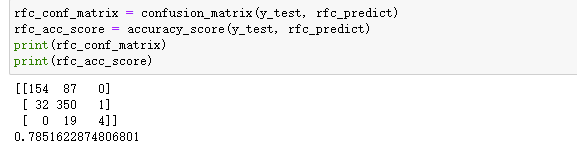 rfc_conf_matrix = confusion_matrix(y_test, rfc_predict)
rfc_acc_score = accuracy_score(y_test, rfc_predict)
print(rfc_conf_matrix)
print(rfc_acc_score)
[[154  87   0]
 [ 32 350   1]
 [  0  19   4]]
0.7851622874806801